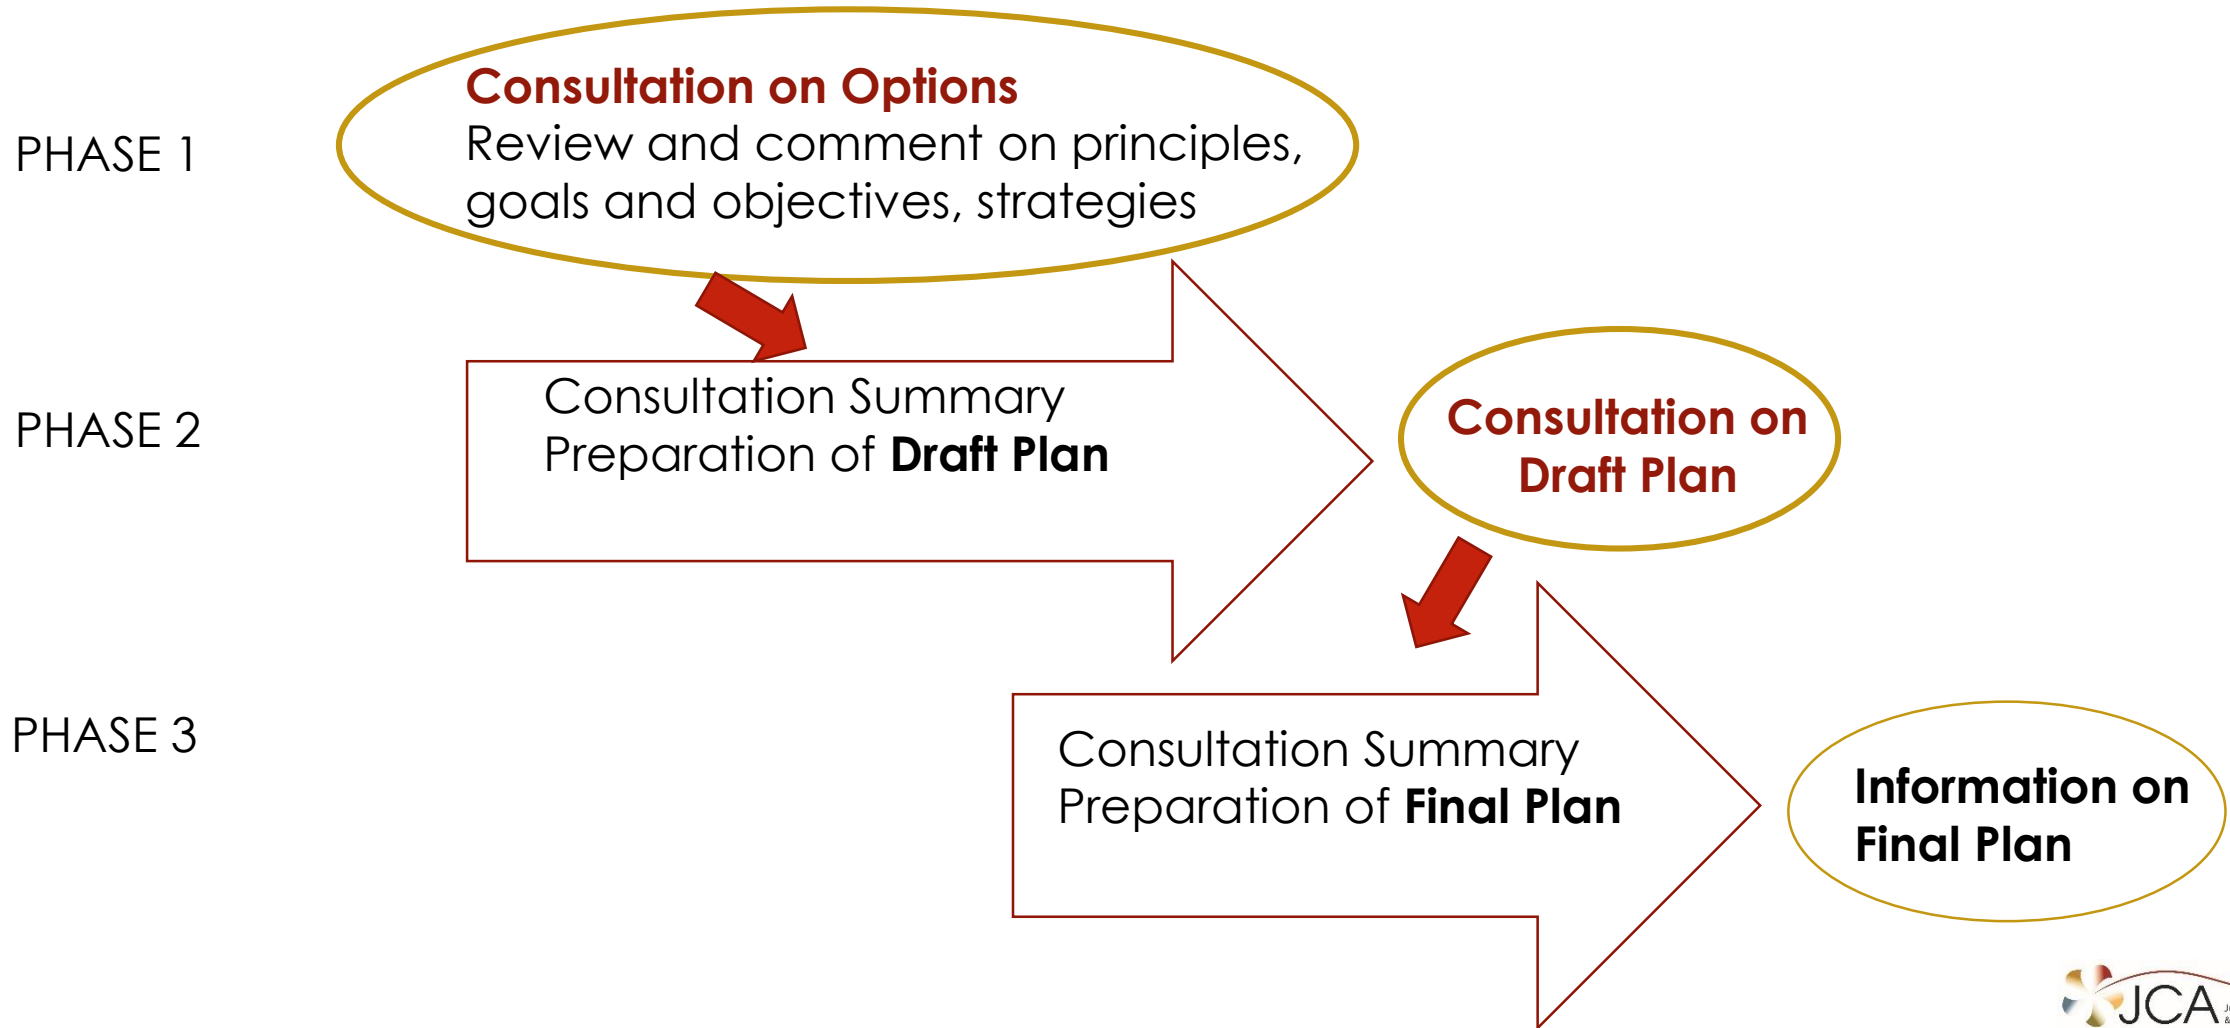 PHASE 1
Consultation on Options
Review and comment on principles,
goals and objectives, strategies
PHASE 2
Consultation Summary
Preparation of Draft Plan
Consultation on
Draft Plan
PHASE 3
Consultation Summary
Preparation of Final Plan
Information on
Final Plan
JCA